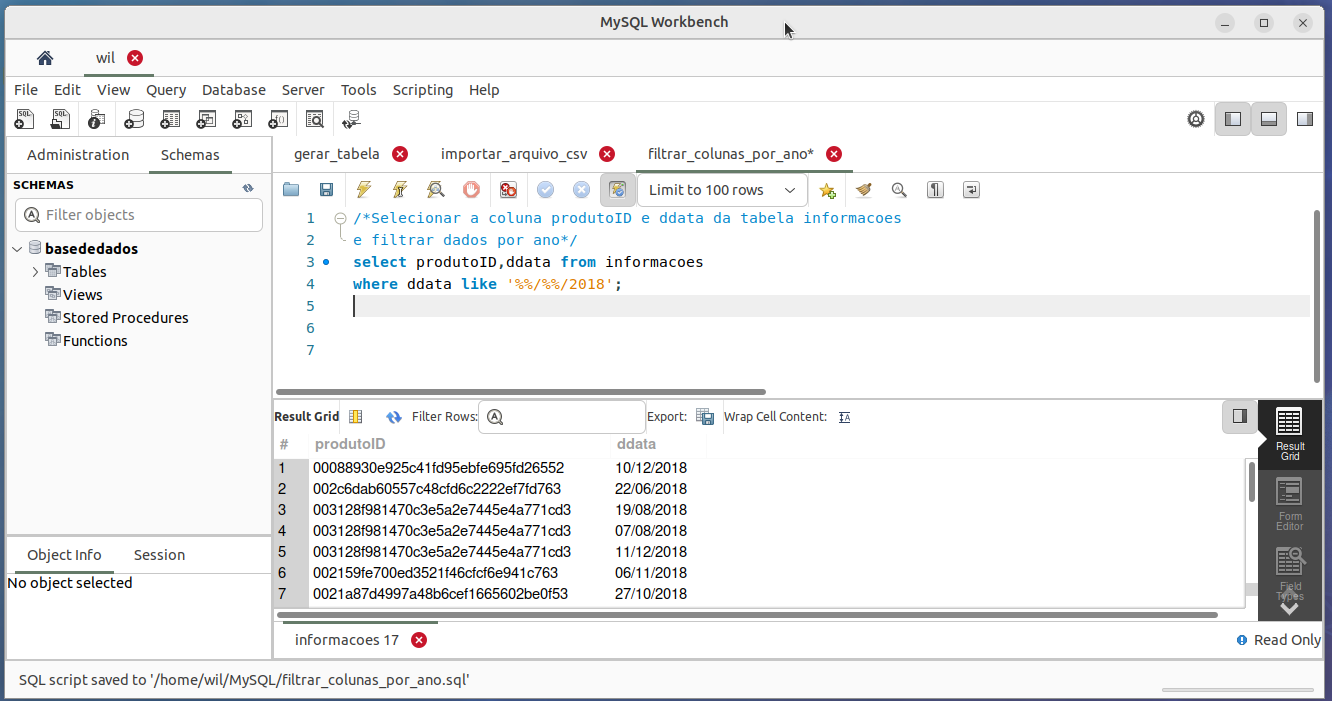 MySQL Workbench
wil
File Edit View Query Database Server Tools Scripting Help
Administration Schemas
SCHEMAS
Filter objects
basededados
Tables
Views
Stored Procedures
Functions
Object Info Session
No object selected
gerar_tabela importar_arquivo_csv filtrar_colunas_por_ano*
Limit to 100 rows
1 /*Selecionar a coluna produtoID e ddata da tabela informacoes
2 e filtrar dados por ano*/
3 select produtoID,ddata from informacoes
4 where ddata like '%%/%%/2018';
5
6
7
Result Grid Filter Rows: Export: Wrap Cell Content:
# produtoID ddata
1 00088930e925c41fd95ebfe695fd26552 10/12/2018
2 002c6dab60557c48cfd6c2222ef7fd763 22/06/2018
3 003128f981470c3e5a2e7445e4a771cd3 19/08/2018
4 003128f981470c3e5a2e7445e4a771cd3 07/08/2018
5 003128f981470c3e5a2e7445e4a771cd3 11/12/2018
6 002159fe700ed3521f46cfcf6e941c763 06/11/2018
7 0021a87d4997a48b6cef1665602be0f53 27/10/2018
Result
Grid
Form
Editor
Field
Types
informacoes 17
Read Only
SQL script saved to '/home/wil/MySQL/filtrar_colunas_por_ano.sql'